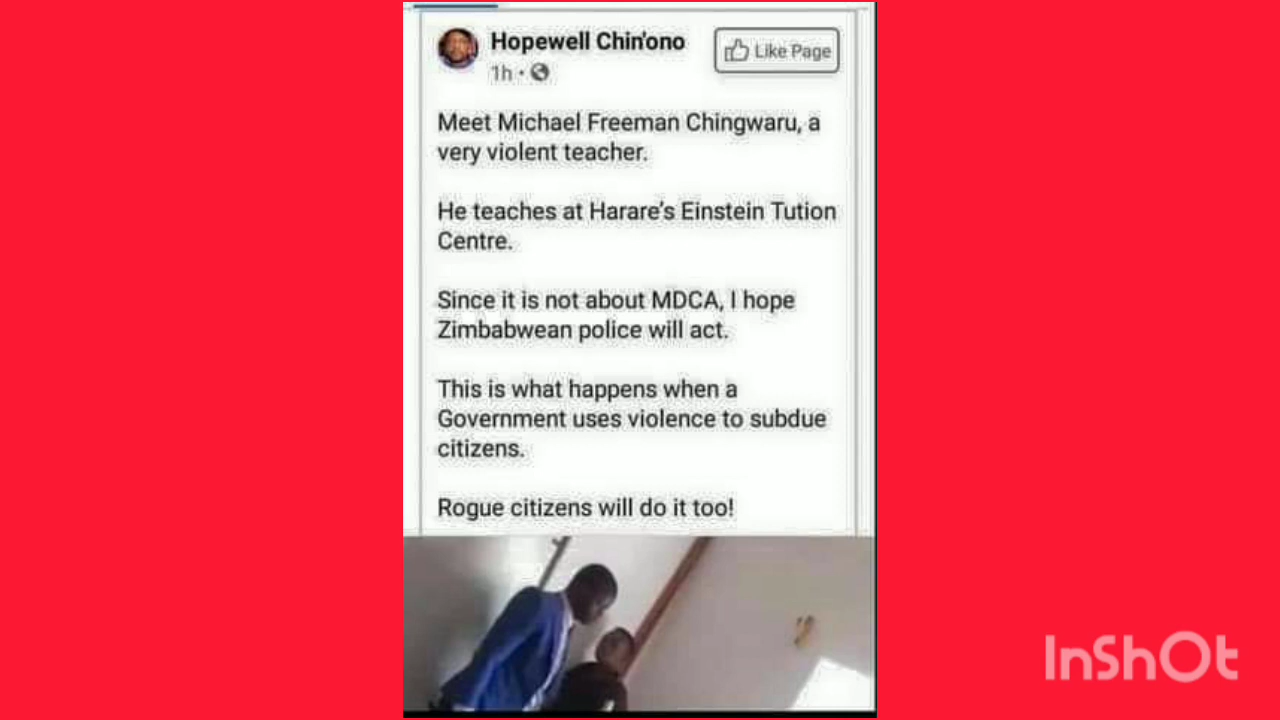 Hopewell Chin'ono
Like Page
1h
Meet Michael Freeman Chingwaru, a
very violent teacher.
He teaches at Harare's Einstein Tution
Centre.
Since it is not about MDCA, I hope
Zimbabwean police will act.
This is what happens when a
Government uses violence to subdue
citizens.
Rogue citizens will do it too!
InShOt